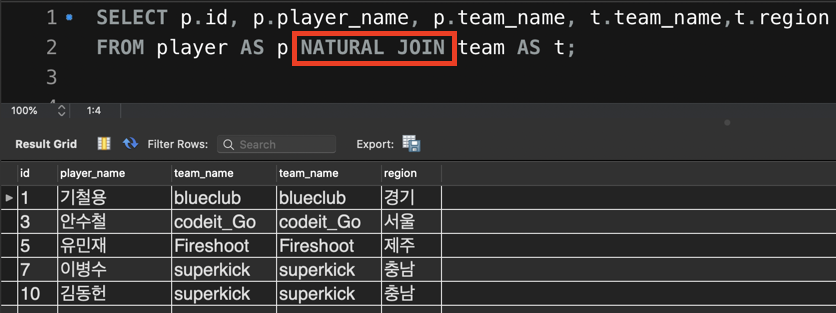 1 SELECT p.id, p.player_name, p.team_name, t.team_name,t.region
2 FROM player AS p NATURAL JOIN team AS t;
3
100% 1:4
Result Grid Filter Rows: Search Export:
id player_name team_name team_name region
1 기철용 blueclub blueclub 경기
3 안수철 codeit_Go codeit_Go 서울
5 유민재 Fireshoot Fireshoot 제주
7 이병수 superkick superkick 충남
10 김동헌 superkick superkick 충남